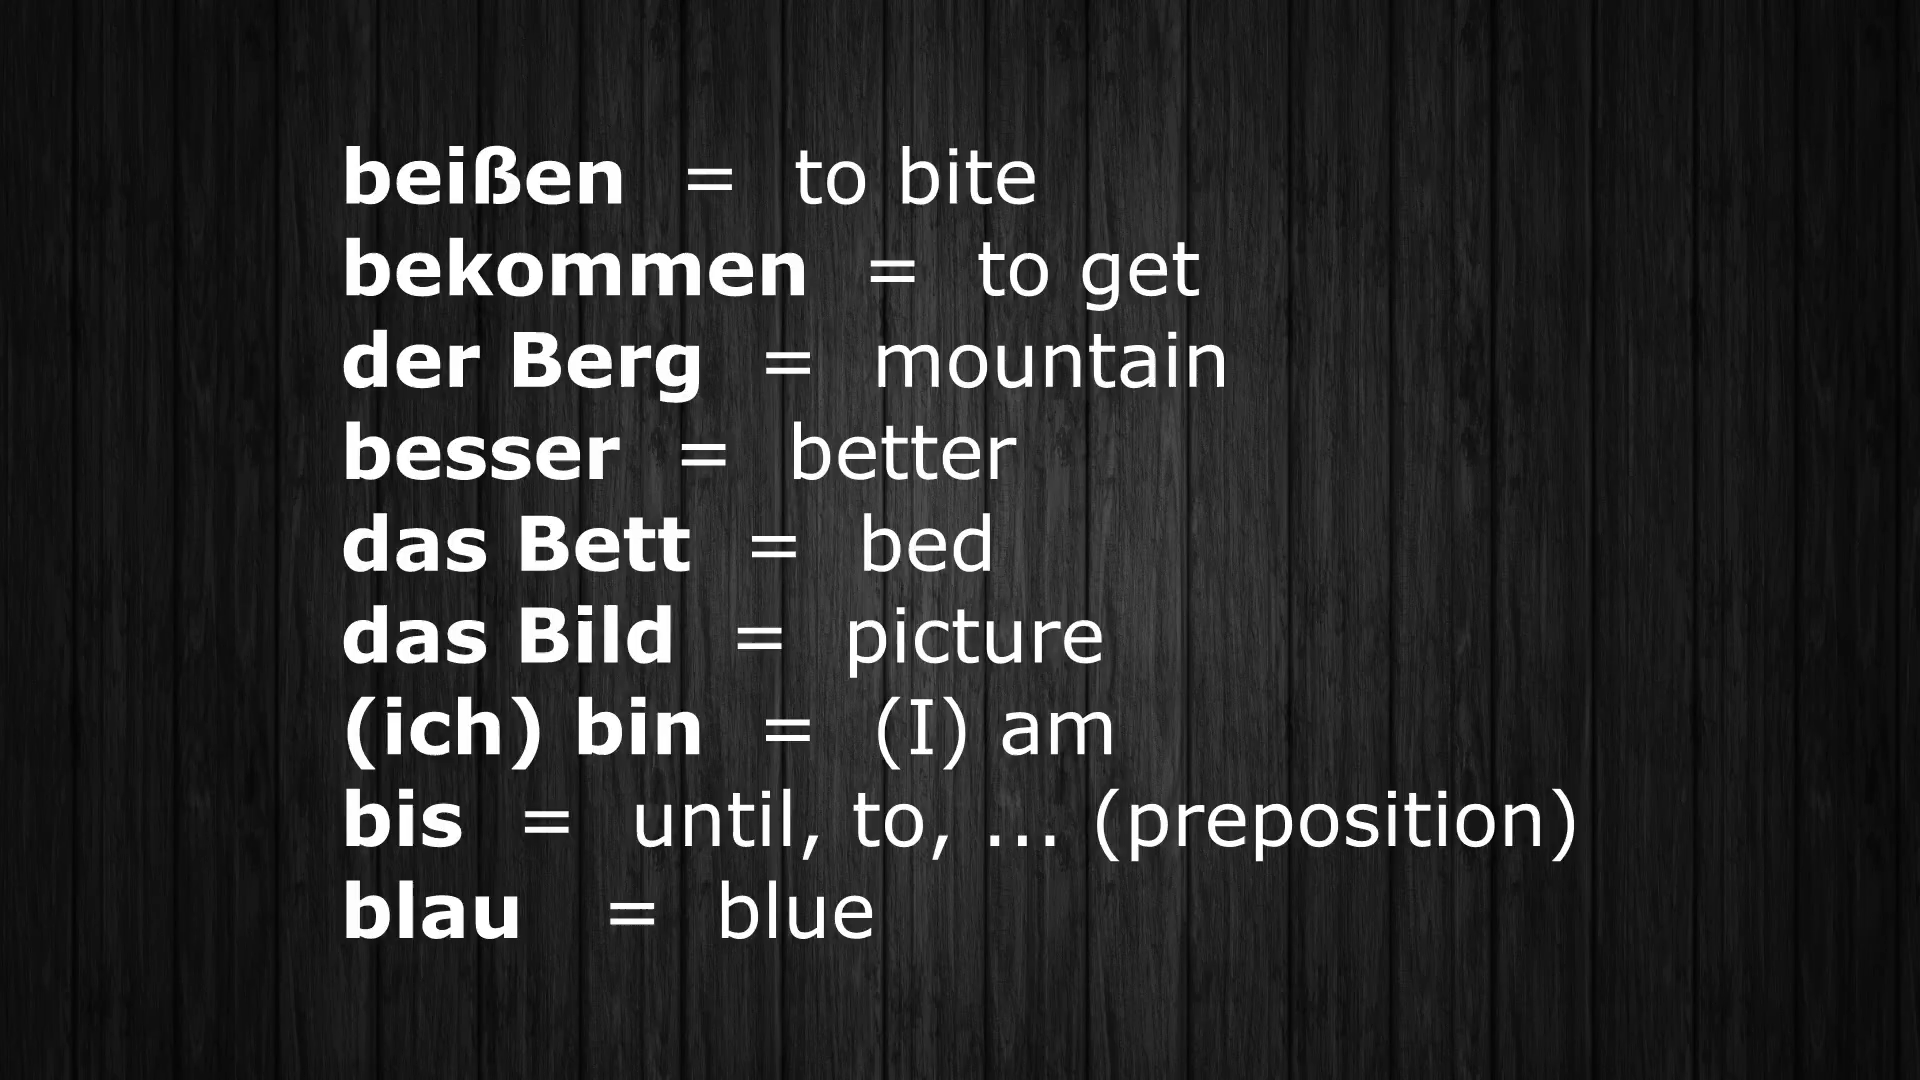 beißen = to bite
bekommen = to get
der Berg = mountain
besser = better
das Bett = bed
das Bild = picture
(ich) bin = (I) am
bis = until, to, ... (preposition)
blau = blue